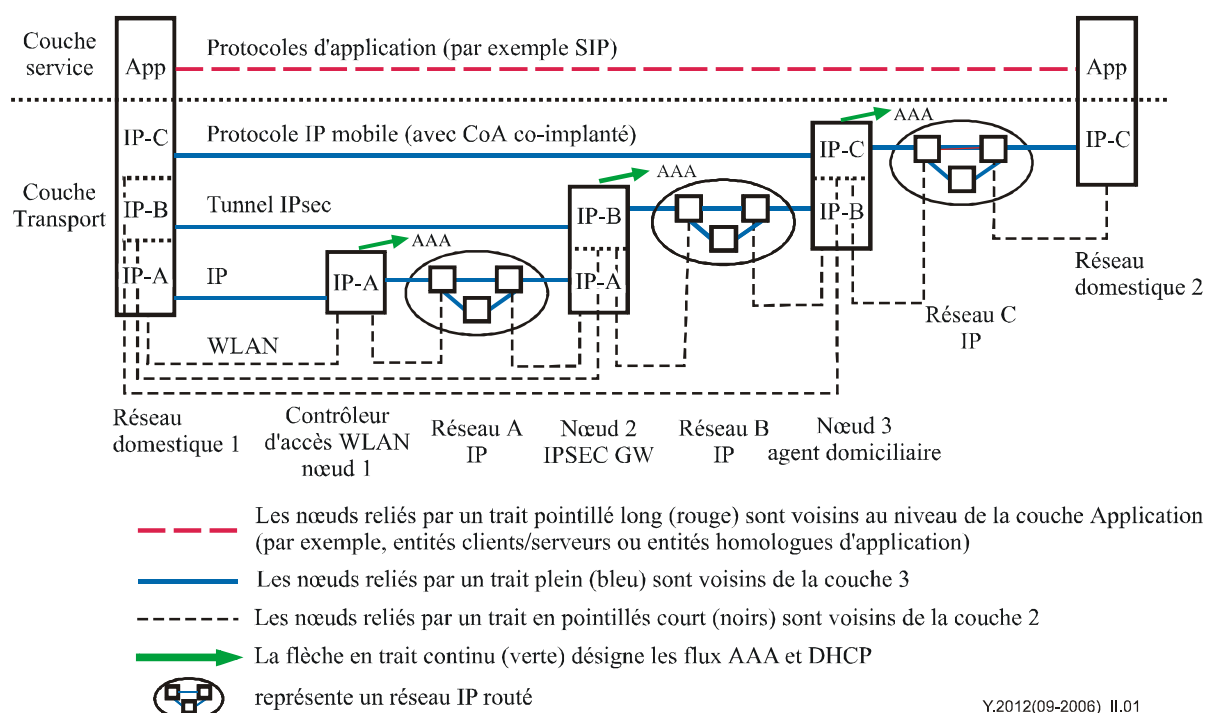 Couche
service
App
Protocoles d'application (par exemple SIP)
App
Couche
Transport
IP-C
Protocole IP mobile (avec CoA co-implanté)
AAA
IP-C
IP-C
IP-B
Tunnel IPsec
AAA
IP-B
IP-B
IP-A
IP
AAA
IP-A
IP-A
WLAN
Réseau
domestique 1
Contrôleur
d'accès WLAN
nœud 1
Réseau A
IP
Nœud 2
IPSEC GW
Réseau B
IP
Nœud 3
agent domiciliaire
Réseau C
IP
Réseau
domestique 2
Les nœuds reliés par un trait pointillé long (rouge) sont voisins au niveau de la couche Application
(par exemple, entités clients/serveurs ou entités homologues d'application)
Les nœuds reliés par un trait plein (bleu) sont voisins de la couche 3
Les nœuds reliés par un trait en pointillés court (noirs) sont voisins de la couche 2
La flèche en trait continu (verte) désigne les flux AAA et DHCP
représente un réseau IP routé
Y.2012(09-2006)_II.01